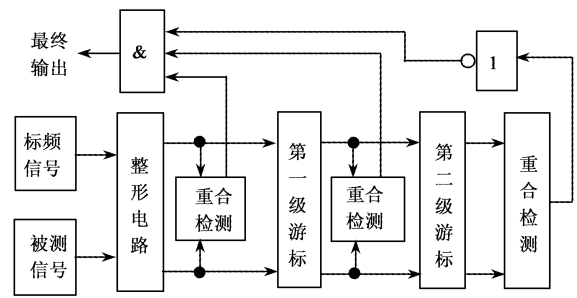 最终
输出
&
1
标频
信号
整形电路
重合
检测
第一级游标
重合
检测
第二级游标
重合检测
被测
信号